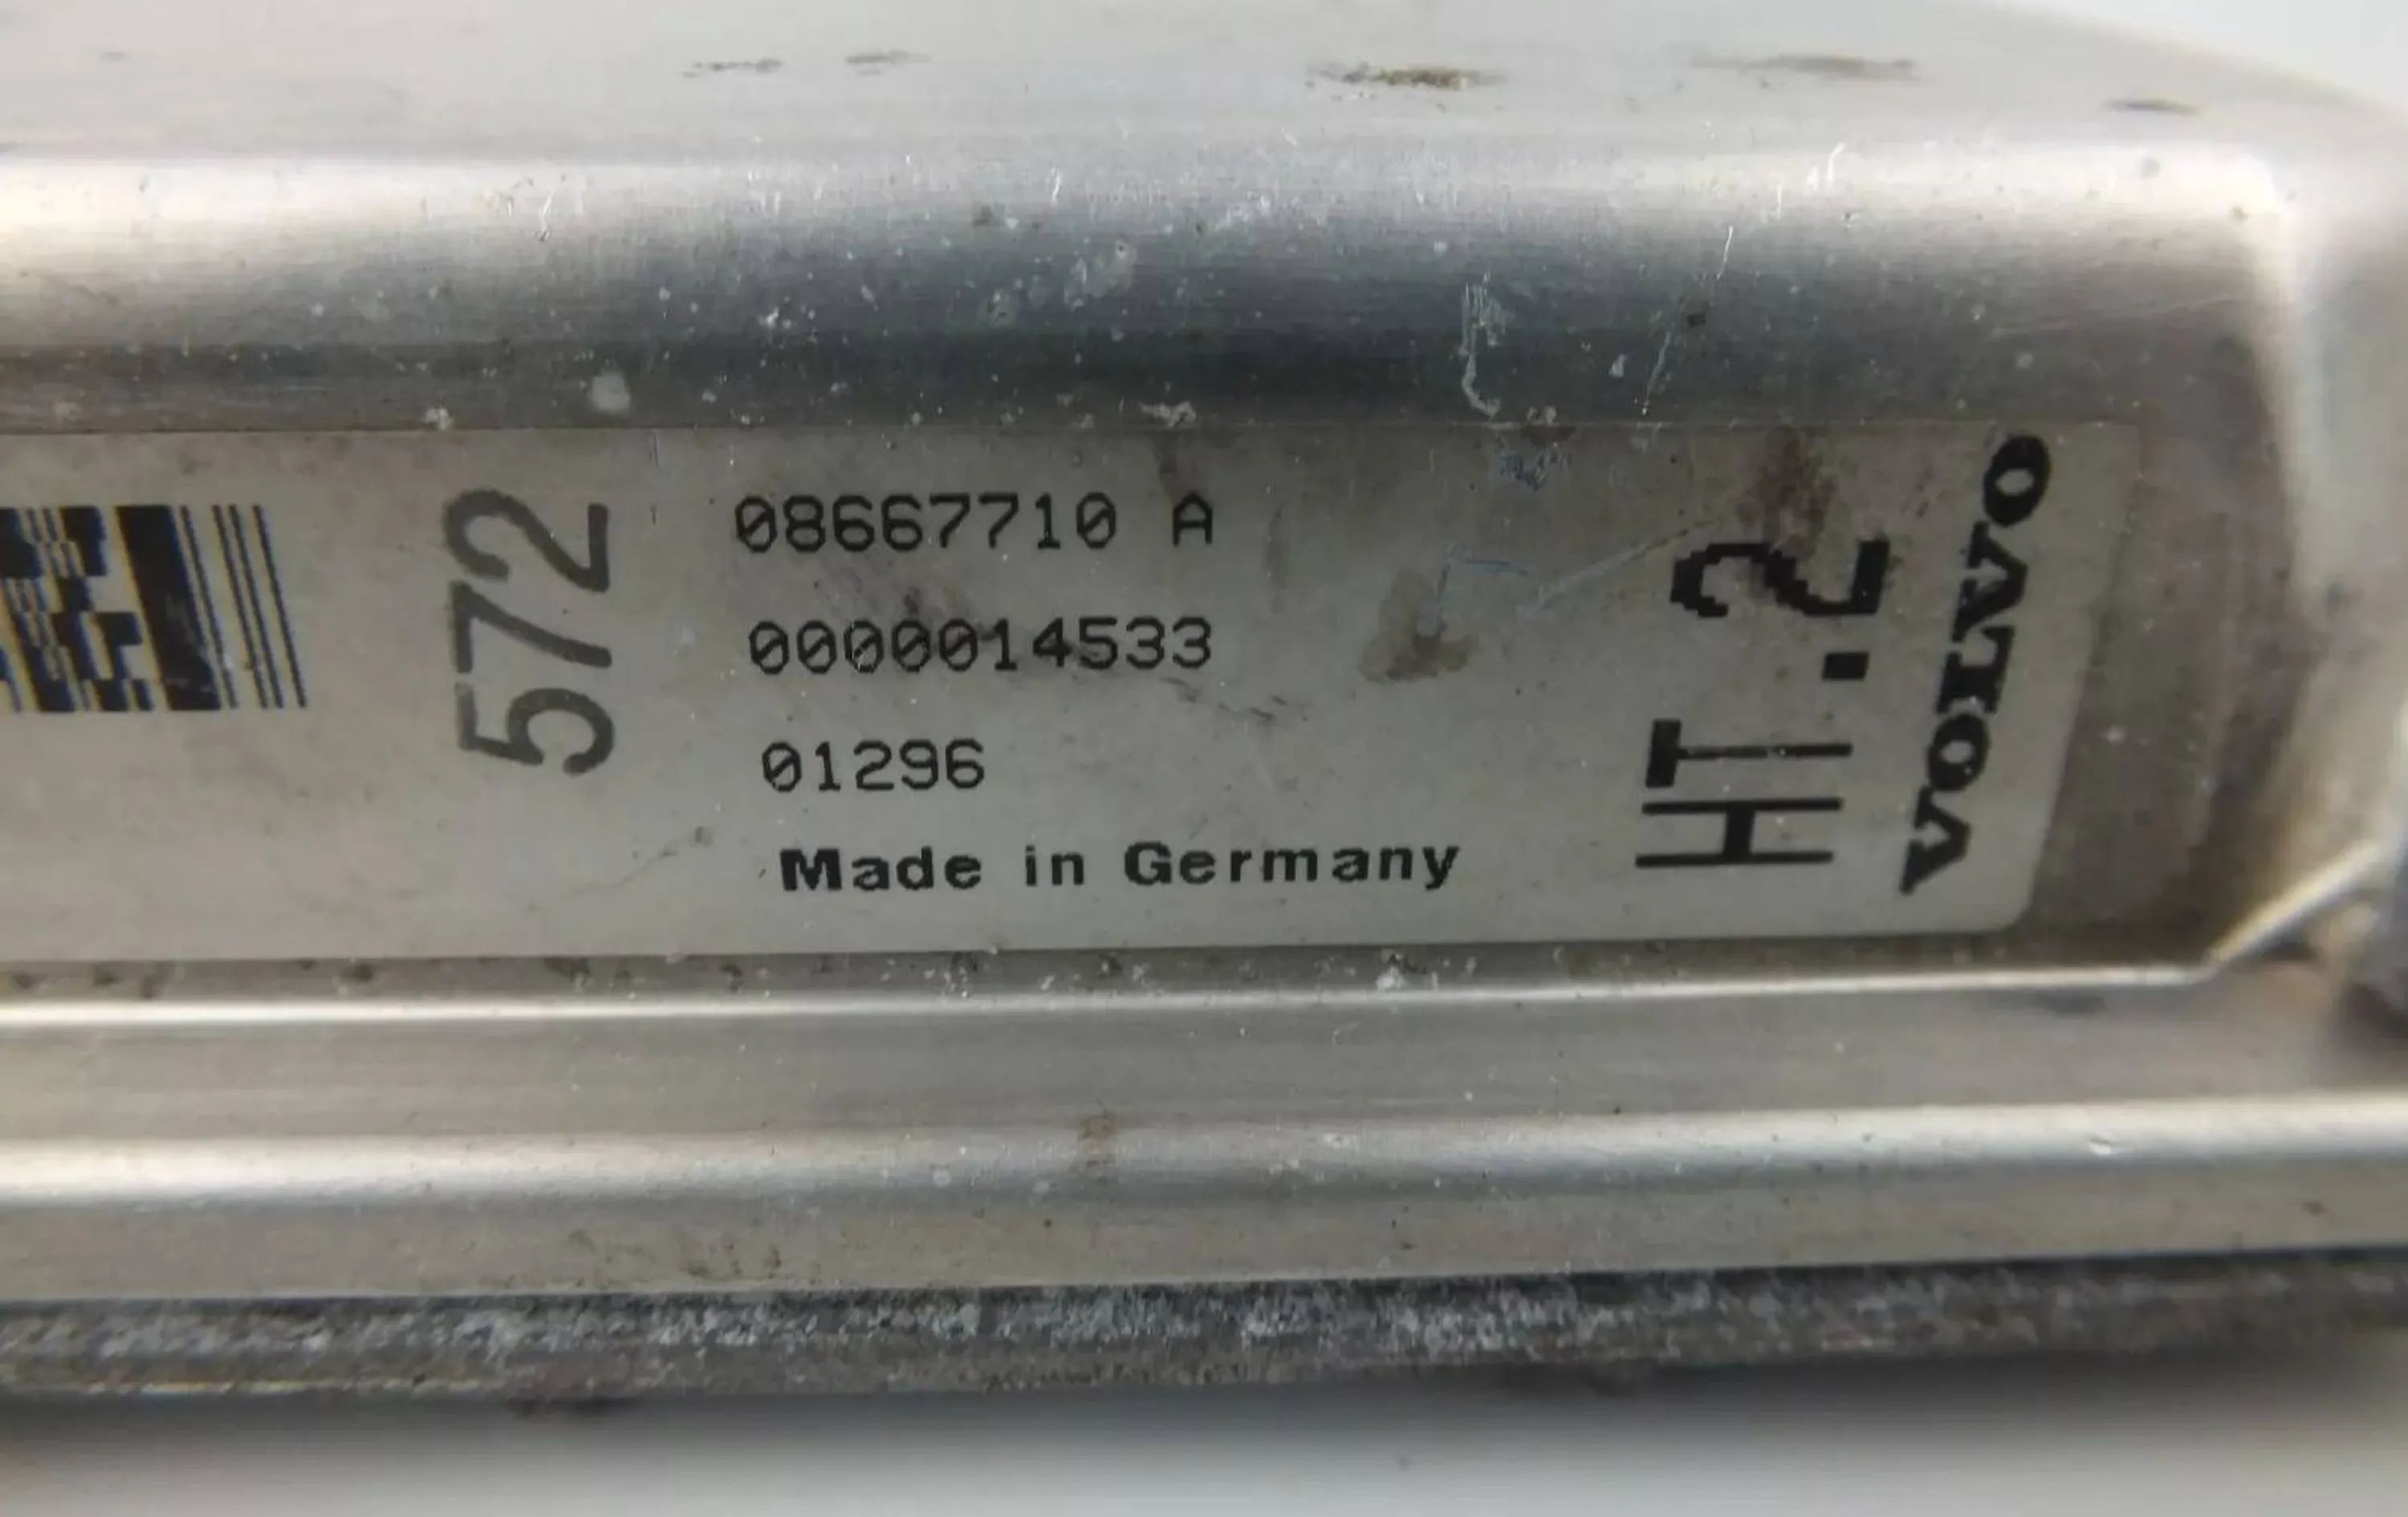 572
08667710 A
0000014533
01296
Made in Germany
HT.2
VOLVO